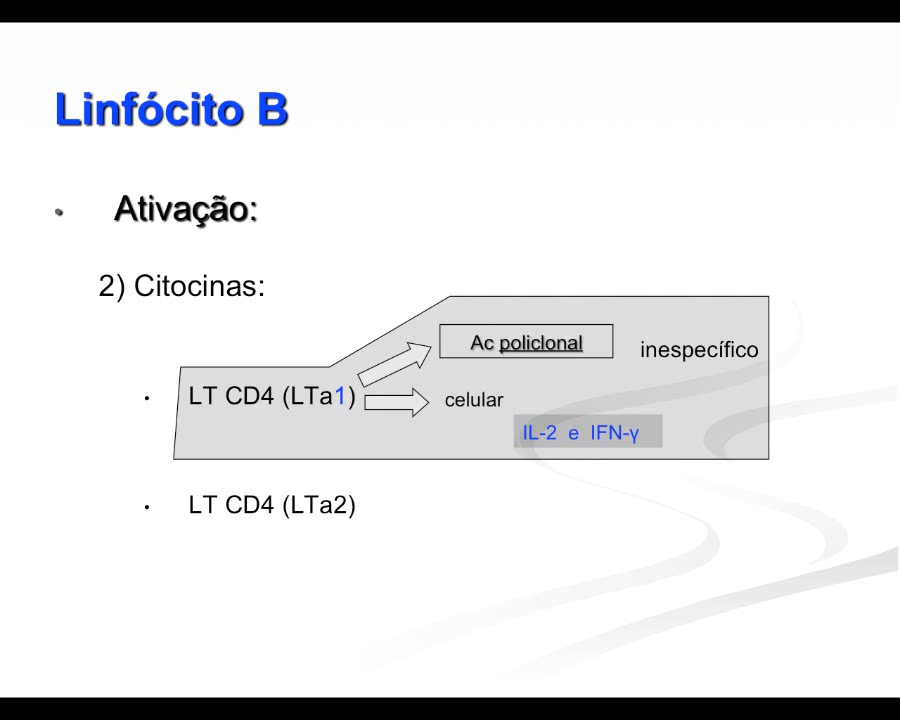 Linfócito B
• Ativação:
2) Citocinas:
Ac policlonal
inespecífico
• LT CD4 (LTa1)
celular
IL-2 e IFN-γ
• LT CD4 (LTa2)